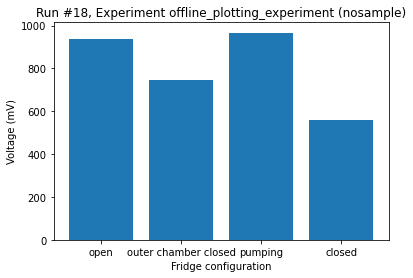 Run #18, Experiment offline_plotting_experiment (nosample)
Voltage (mV)
1000
800
600
400
200
0
open outer chamber closed pumping closed
Fridge configuration